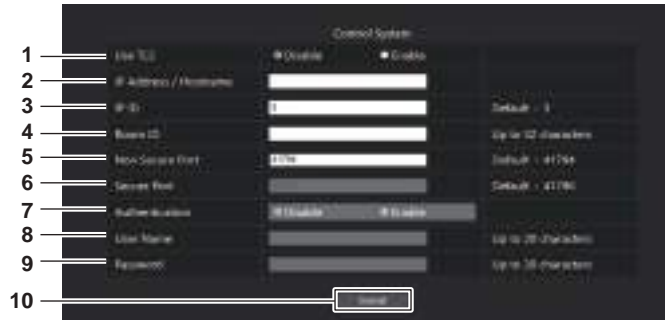 Control System
1 Use TLS Disable Enable
2 IP Address / Hostname
3 IP ID 3 Default : 3
4 Room ID Up to 32 characters
5 Non Secure Port 41794 Default : 41794
6 Secure Port Default : 41796
7 Authentication Disable Enable
8 User Name Up to 20 characters
9 Password Up to 20 characters
10